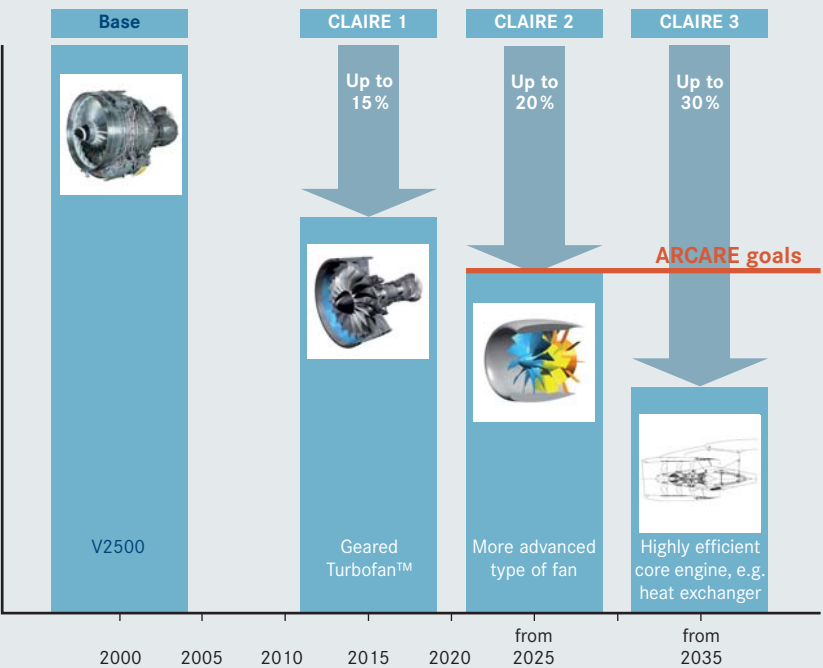 Base
CLAIRE 1
CLAIRE 2
CLAIRE 3
Up to
15 %
Up to
20 %
Up to
30 %
ARCARE goals
V2500
Geared
Turbofan™
More advanced
type of fan
Highly efficient
core engine, e.g.
heat exchanger
2000
2005
2010
2015
2020
from
2025
from
2035